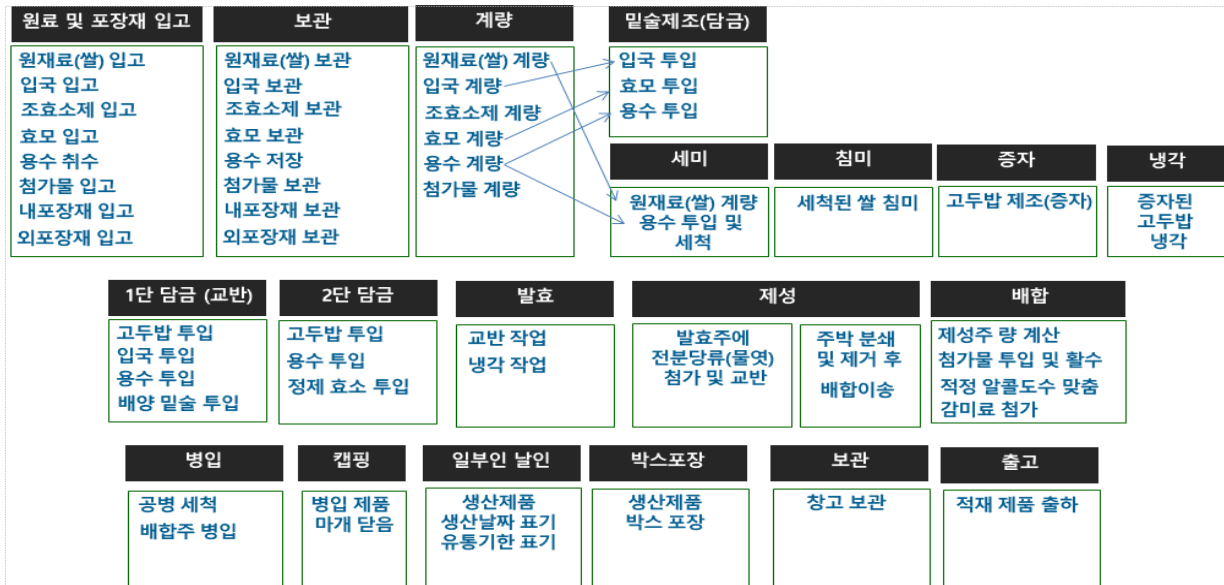 원료 및 포장재 입고
원재료(쌀) 입고
입국 입고
조효소제 입고
효모 입고
용수 취수
첨가물 입고
내포장재 입고
외포장재 입고
보관
원재료(쌀) 보관
입국 보관
조효소제 보관
효모 보관
용수 저장
첨가물 보관
내포장재 보관
외포장재 보관
계량
원재료(쌀) 계량
입국 계량
조효소제 계량
효모 계량
용수 계량
첨가물 계량
밑술제조(담금)
입국 투입
효모 투입
용수 투입
세미
원재료(쌀) 계량
용수 투입 및
세척
침미
세척된 쌀 침미
증자
고두밥 제조(증자)
냉각
증자된
고두밥
냉각
1단 담금 (교반)
고두밥 투입
입국 투입
용수 투입
배양 밑술 투입
2단 담금
고두밥 투입
용수 투입
정제 효소 투입
발효
교반 작업
냉각 작업
제성
발효주에
전분당류(물엿)
첨가 및 교반
주박 분쇄
및 제거 후
배합이송
배합
제성주 량 계산
첨가물 투입 및 활수
적정 알콜도수 맞춤
감미료 첨가
병입
공병 세척
배합주 병입
캡핑
병입 제품
마개 닫음
일부인 날인
생산제품
생산날짜 표기
유통기한 표기
박스포장
생산제품
박스 포장
보관
창고 보관
출고
적재 제품 출하